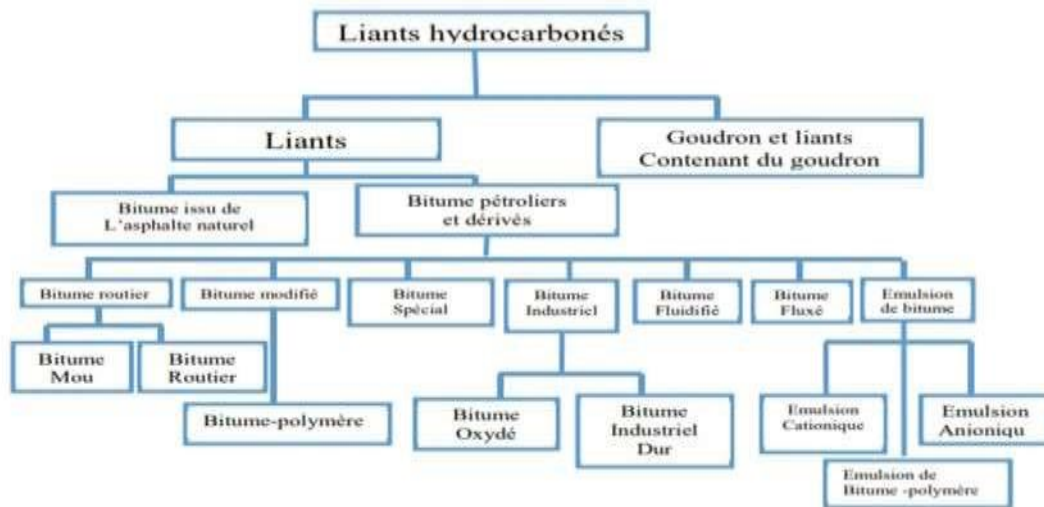 Liants hydrocarbonés
Liants
Goudron et liants
Contenant du goudron
Bitume issu de
L'asphalte naturel
Bitume pétroliers
et dérivés
Bitume routier
Bitume modifié
Bitume
Spécial
Bitume
Industriel
Bitume
Fluidifié
Bitume
Fluxé
Emulsion
de bitume
Bitume
Mou
Bitume
Routier
Bitume-polymère
Bitume
Oxydé
Bitume
Industriel
Dur
Emulsion
Cationique
Emulsion
Anioniqu
Emulsion de
Bitume -polymère